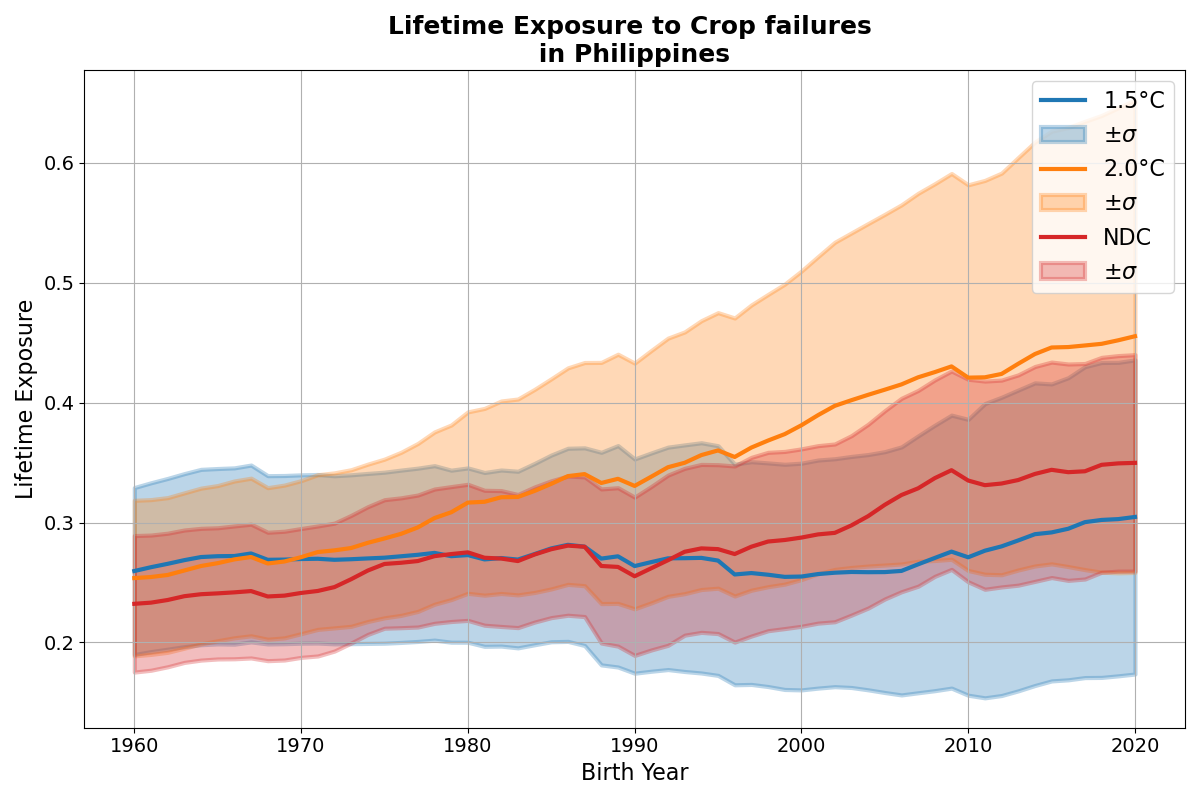 Lifetime Exposure to Crop failures
in Philippines
1.5°C
±σ
2.0°C
±σ
NDC
±σ
Lifetime Exposure
0.6
0.5
0.4
0.3
0.2
1960 1970 1980 1990 2000 2010 2020
Birth Year